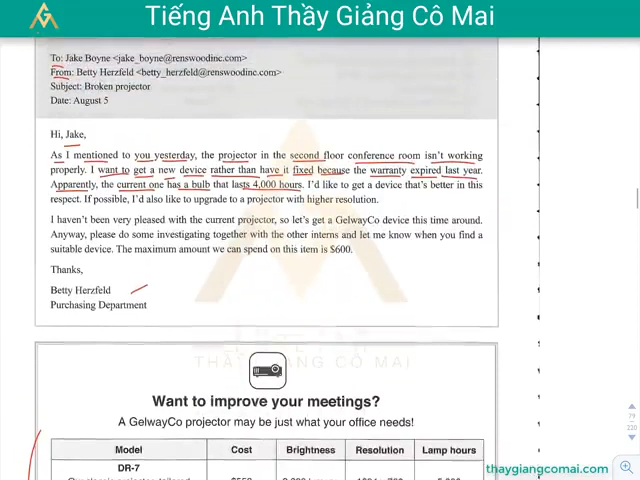 Tiếng Anh Thầy Giảng Cô Mai
To: Jake Boyne <jake_boyne@renswoodinc.com>
From: Betty Herzfeld <betty_herzfeld@renswoodinc.com>
Subject: Broken projector
Date: August 5
Hi, Jake,
As I mentioned to you yesterday, the projector in the second floor conference room isn't working
properly. I want to get a new device rather than have it fixed because the warranty expired last year.
Apparently, the current one has a bulb that lasts 4,000 hours. I'd like to get a device that's better in this
respect. If possible, I'd also like to upgrade to a projector with higher resolution.
I haven't been very pleased with the current projector, so let's get a GelwayCo device this time around.
Anyway, please do some investigating together with the other interns and let me know when you find a
suitable device. The maximum amount we can spend on this item is $600.
Thanks,
Betty Herzfeld
Purchasing Department
THẦY GIẢNG CÔ MAI
Want to improve your meetings?
A GelwayCo projector may be just what your office needs!
Model Cost Brightness Resolution Lamp hours
DR-7
79
220
thaygiangcomai.com